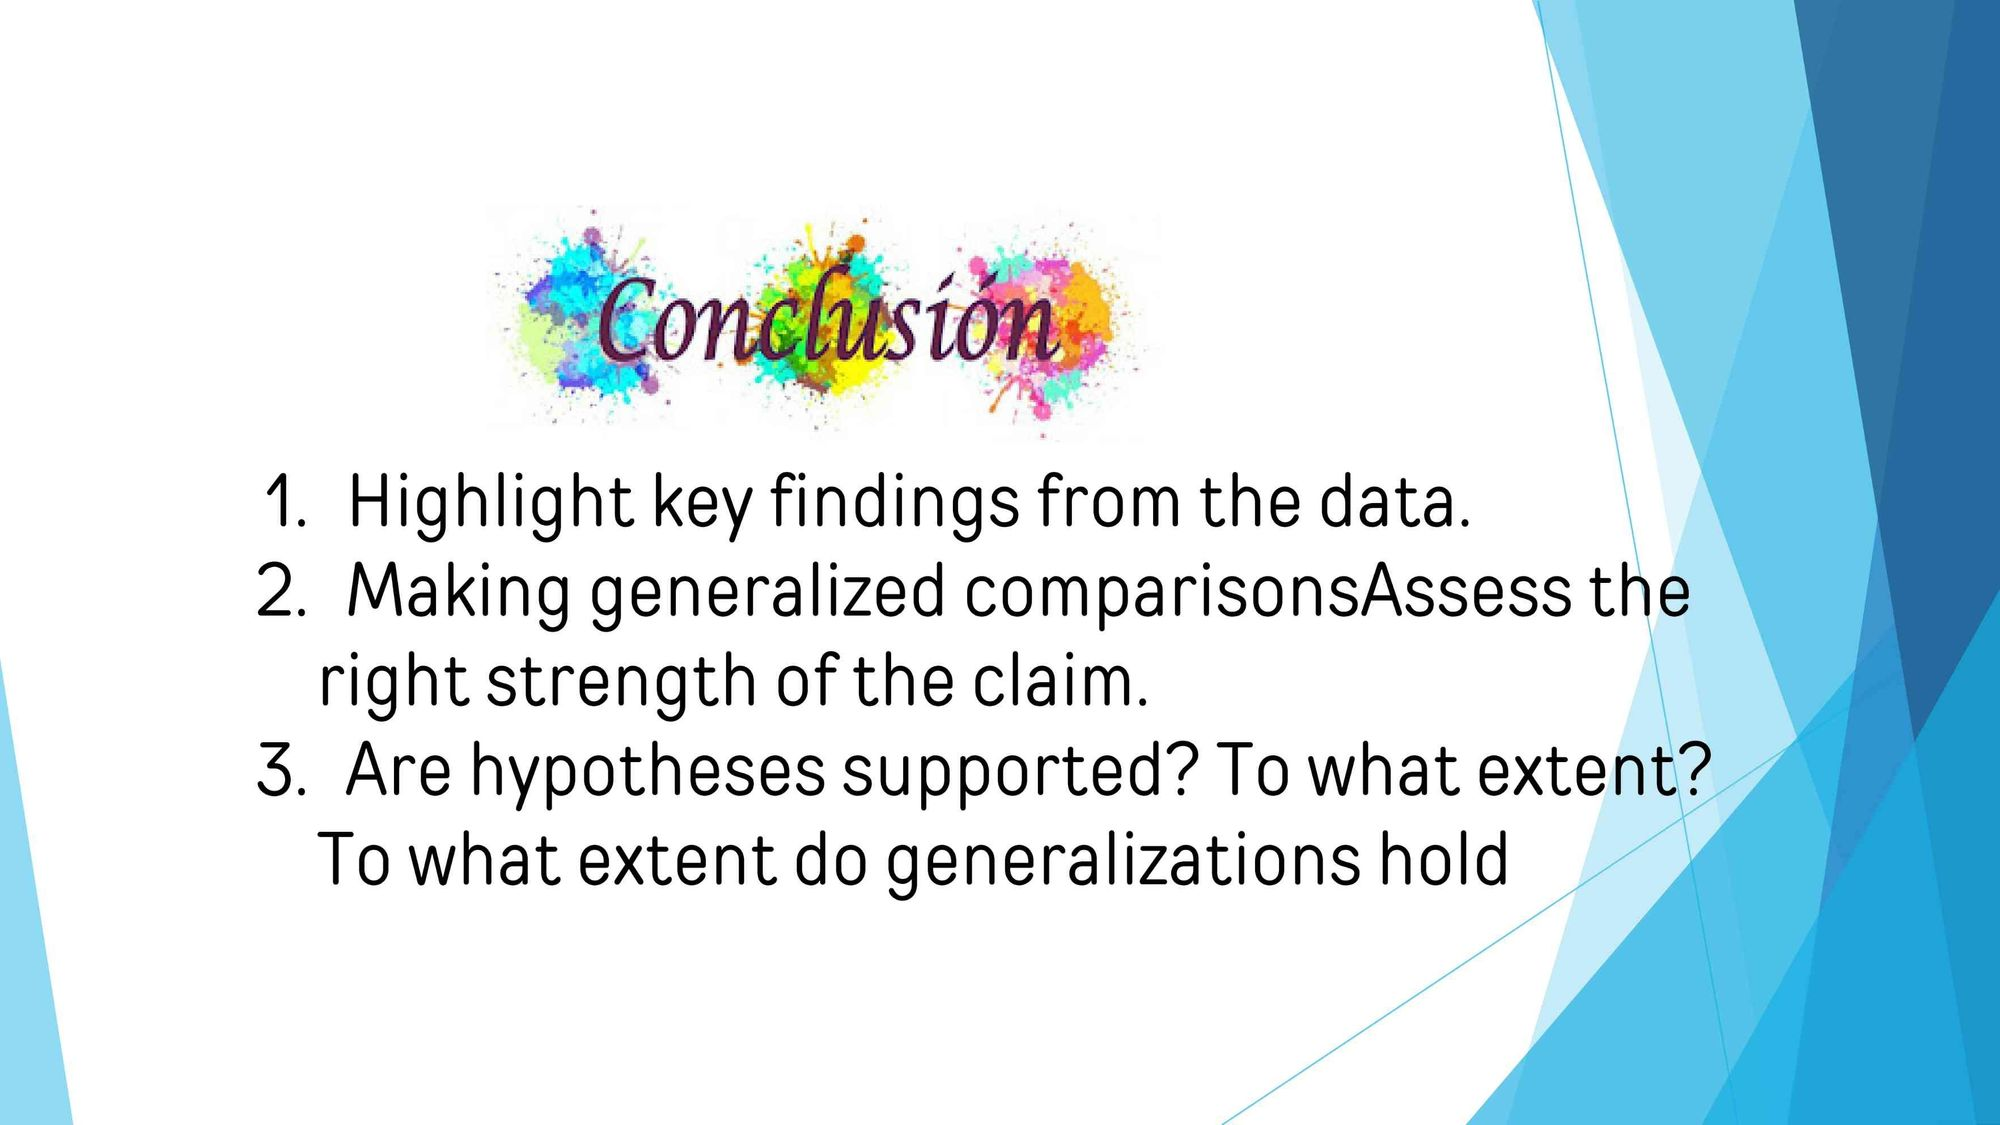 Conclusión
1. Highlight key findings from the data.
2. Making generalized comparisonsAssess the
right strength of the claim.
3. Are hypotheses supported? To what extent?
To what extent do generalizations hold